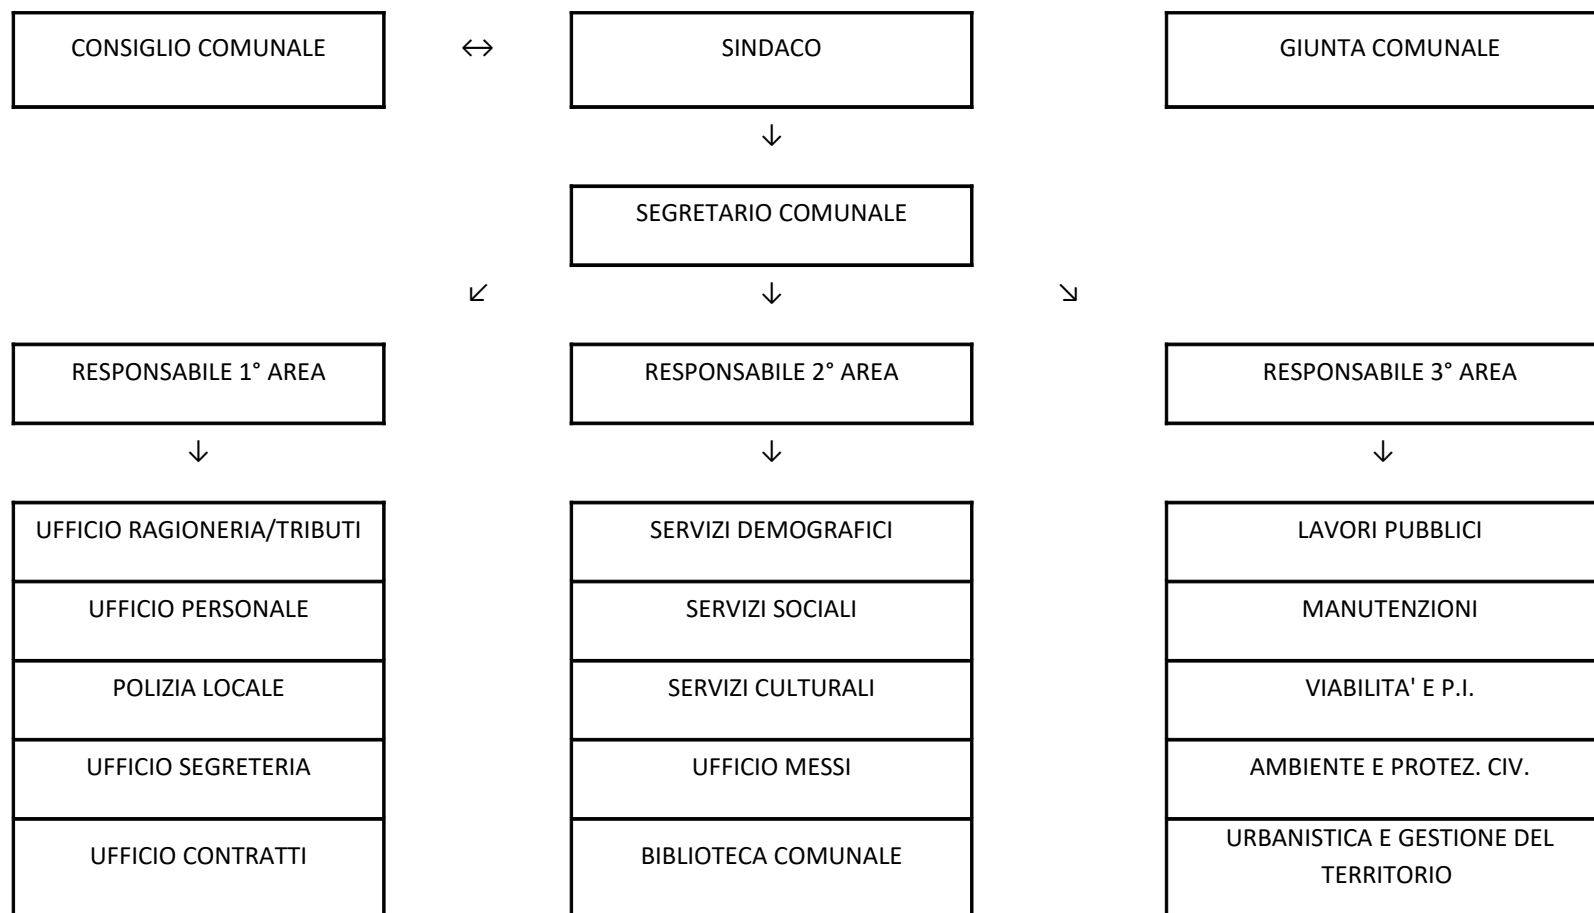 CONSIGLIO COMUNALE ↔ SINDACO GIUNTA COMUNALE
↓
SEGRETARIO COMUNALE
↙ ↓ ↘
RESPONSABILE 1° AREA RESPONSABILE 2° AREA RESPONSABILE 3° AREA
↓ ↓ ↓
UFFICIO RAGIONERIA/TRIBUTI SERVIZI DEMOGRAFICI LAVORI PUBBLICI
UFFICIO PERSONALE SERVIZI SOCIALI MANUTENZIONI
POLIZIA LOCALE SERVIZI CULTURALI VIABILITA' E P.I.
UFFICIO SEGRETERIA UFFICIO MESSI AMBIENTE E PROTEZ. CIV.
UFFICIO CONTRATTI BIBLIOTECA COMUNALE URBANISTICA E GESTIONE DEL
TERRITORIO